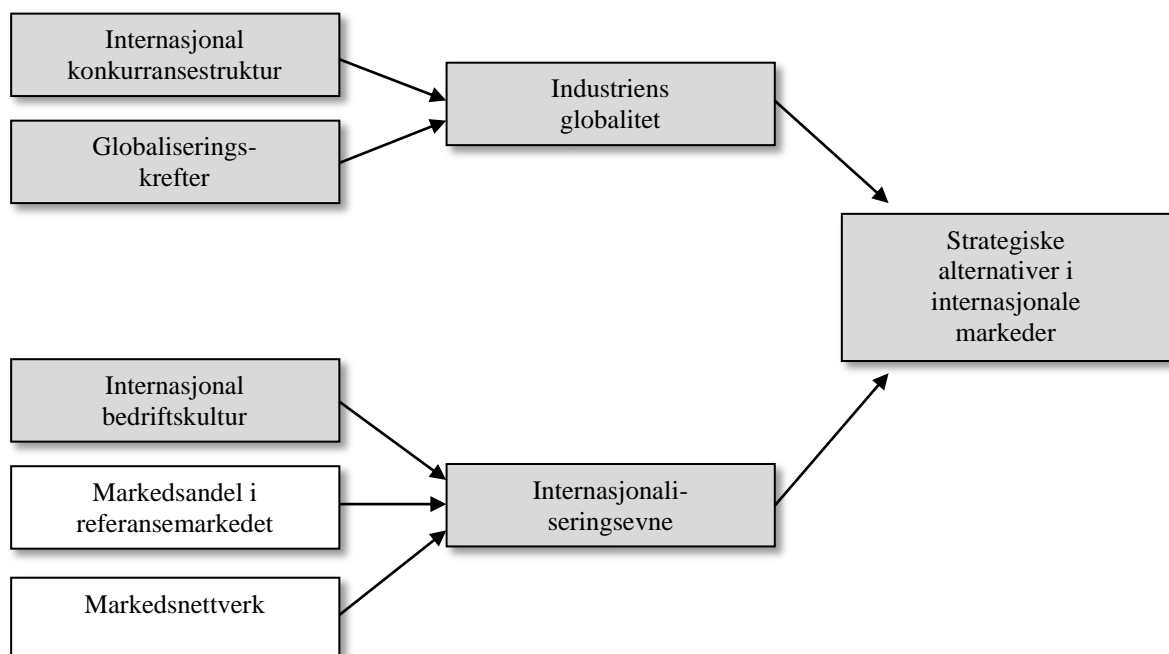 Internasjonal
konkurransestruktur
Globaliserings-
krefter
Industriens
globalitet
Strategiske
alternativer i
internasjonale
markeder
Internasjonal
bedriftskultur
Markedsandel i
referansemarkedet
Markedsnettverk
Internasjonali-
seringsevne